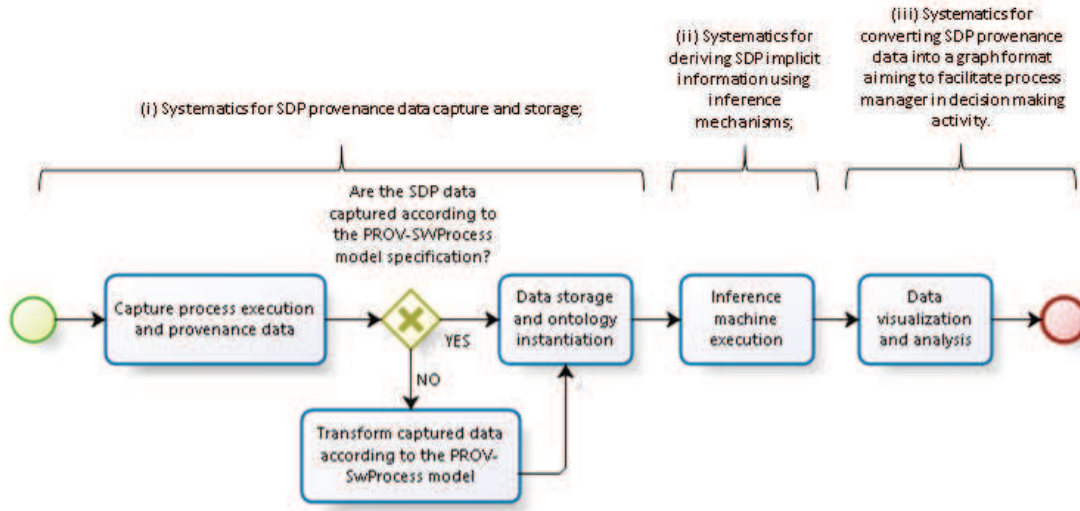 (i) Systematics for SDP provenance data capture and storage;
(ii) Systematics for
deriving SDP implicit
information using
inference
mechanisms;
(iii) Systematics for
converting SDP provenance
data into a graph format
aiming to facilitate process
manager in decision making
activity.
Are the SDP data
captured according to
the PROV-SWProcess
model specification?
Capture process execution
and provenance data
YES
NO
Transform captured data
according to the PROV-
SwProcess model
Data storage
and ontology
instantiation
Inference
machine
execution
Data
visualization
and analysis